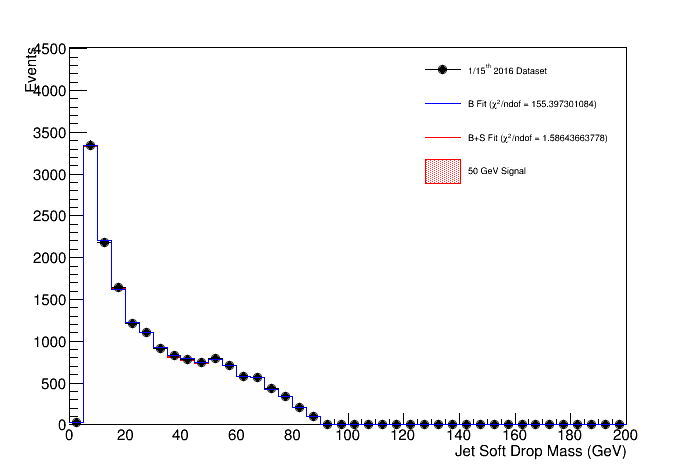 Events
4500
4000
3500
3000
2500
2000
1500
1000
500
0
1/15th 2016 Dataset
B Fit (χ²/ndof = 155.397301084)
B+S Fit (χ²/ndof = 1.58643663778)
50 GeV Signal
0 20 40 60 80 100 120 140 160 180 200
Jet Soft Drop Mass (GeV)